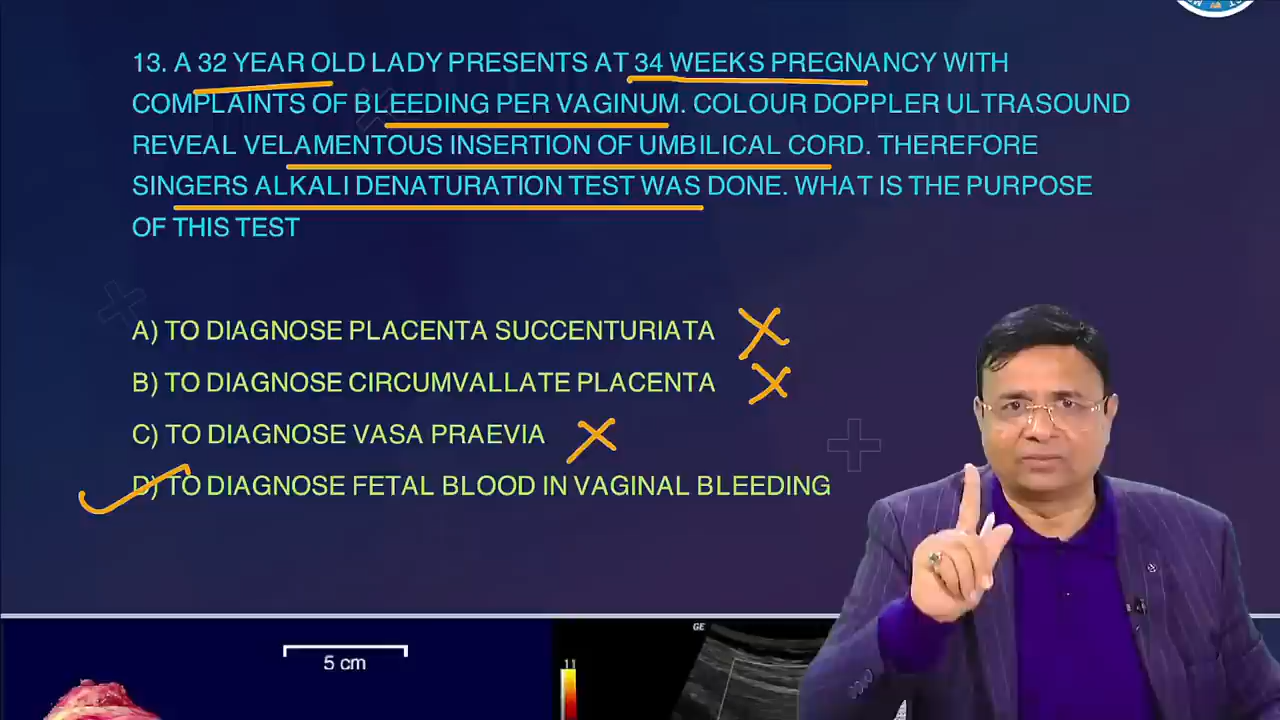 13. A 32 YEAR OLD LADY PRESENTS AT 34 WEEKS PREGNANCY WITH
COMPLAINTS OF BLEEDING PER VAGINUM. COLOUR DOPPLER ULTRASOUND
REVEAL VELAMENTOUS INSERTION OF UMBILICAL CORD. THEREFORE
SINGERS ALKALI DENATURATION TEST WAS DONE. WHAT IS THE PURPOSE
OF THIS TEST
A) TO DIAGNOSE PLACENTA SUCCENTURIATA
B) TO DIAGNOSE CIRCUMVALLATE PLACENTA
C) TO DIAGNOSE VASA PRAEVIA
D) TO DIAGNOSE FETAL BLOOD IN VAGINAL BLEEDING
5 cm
11
GE